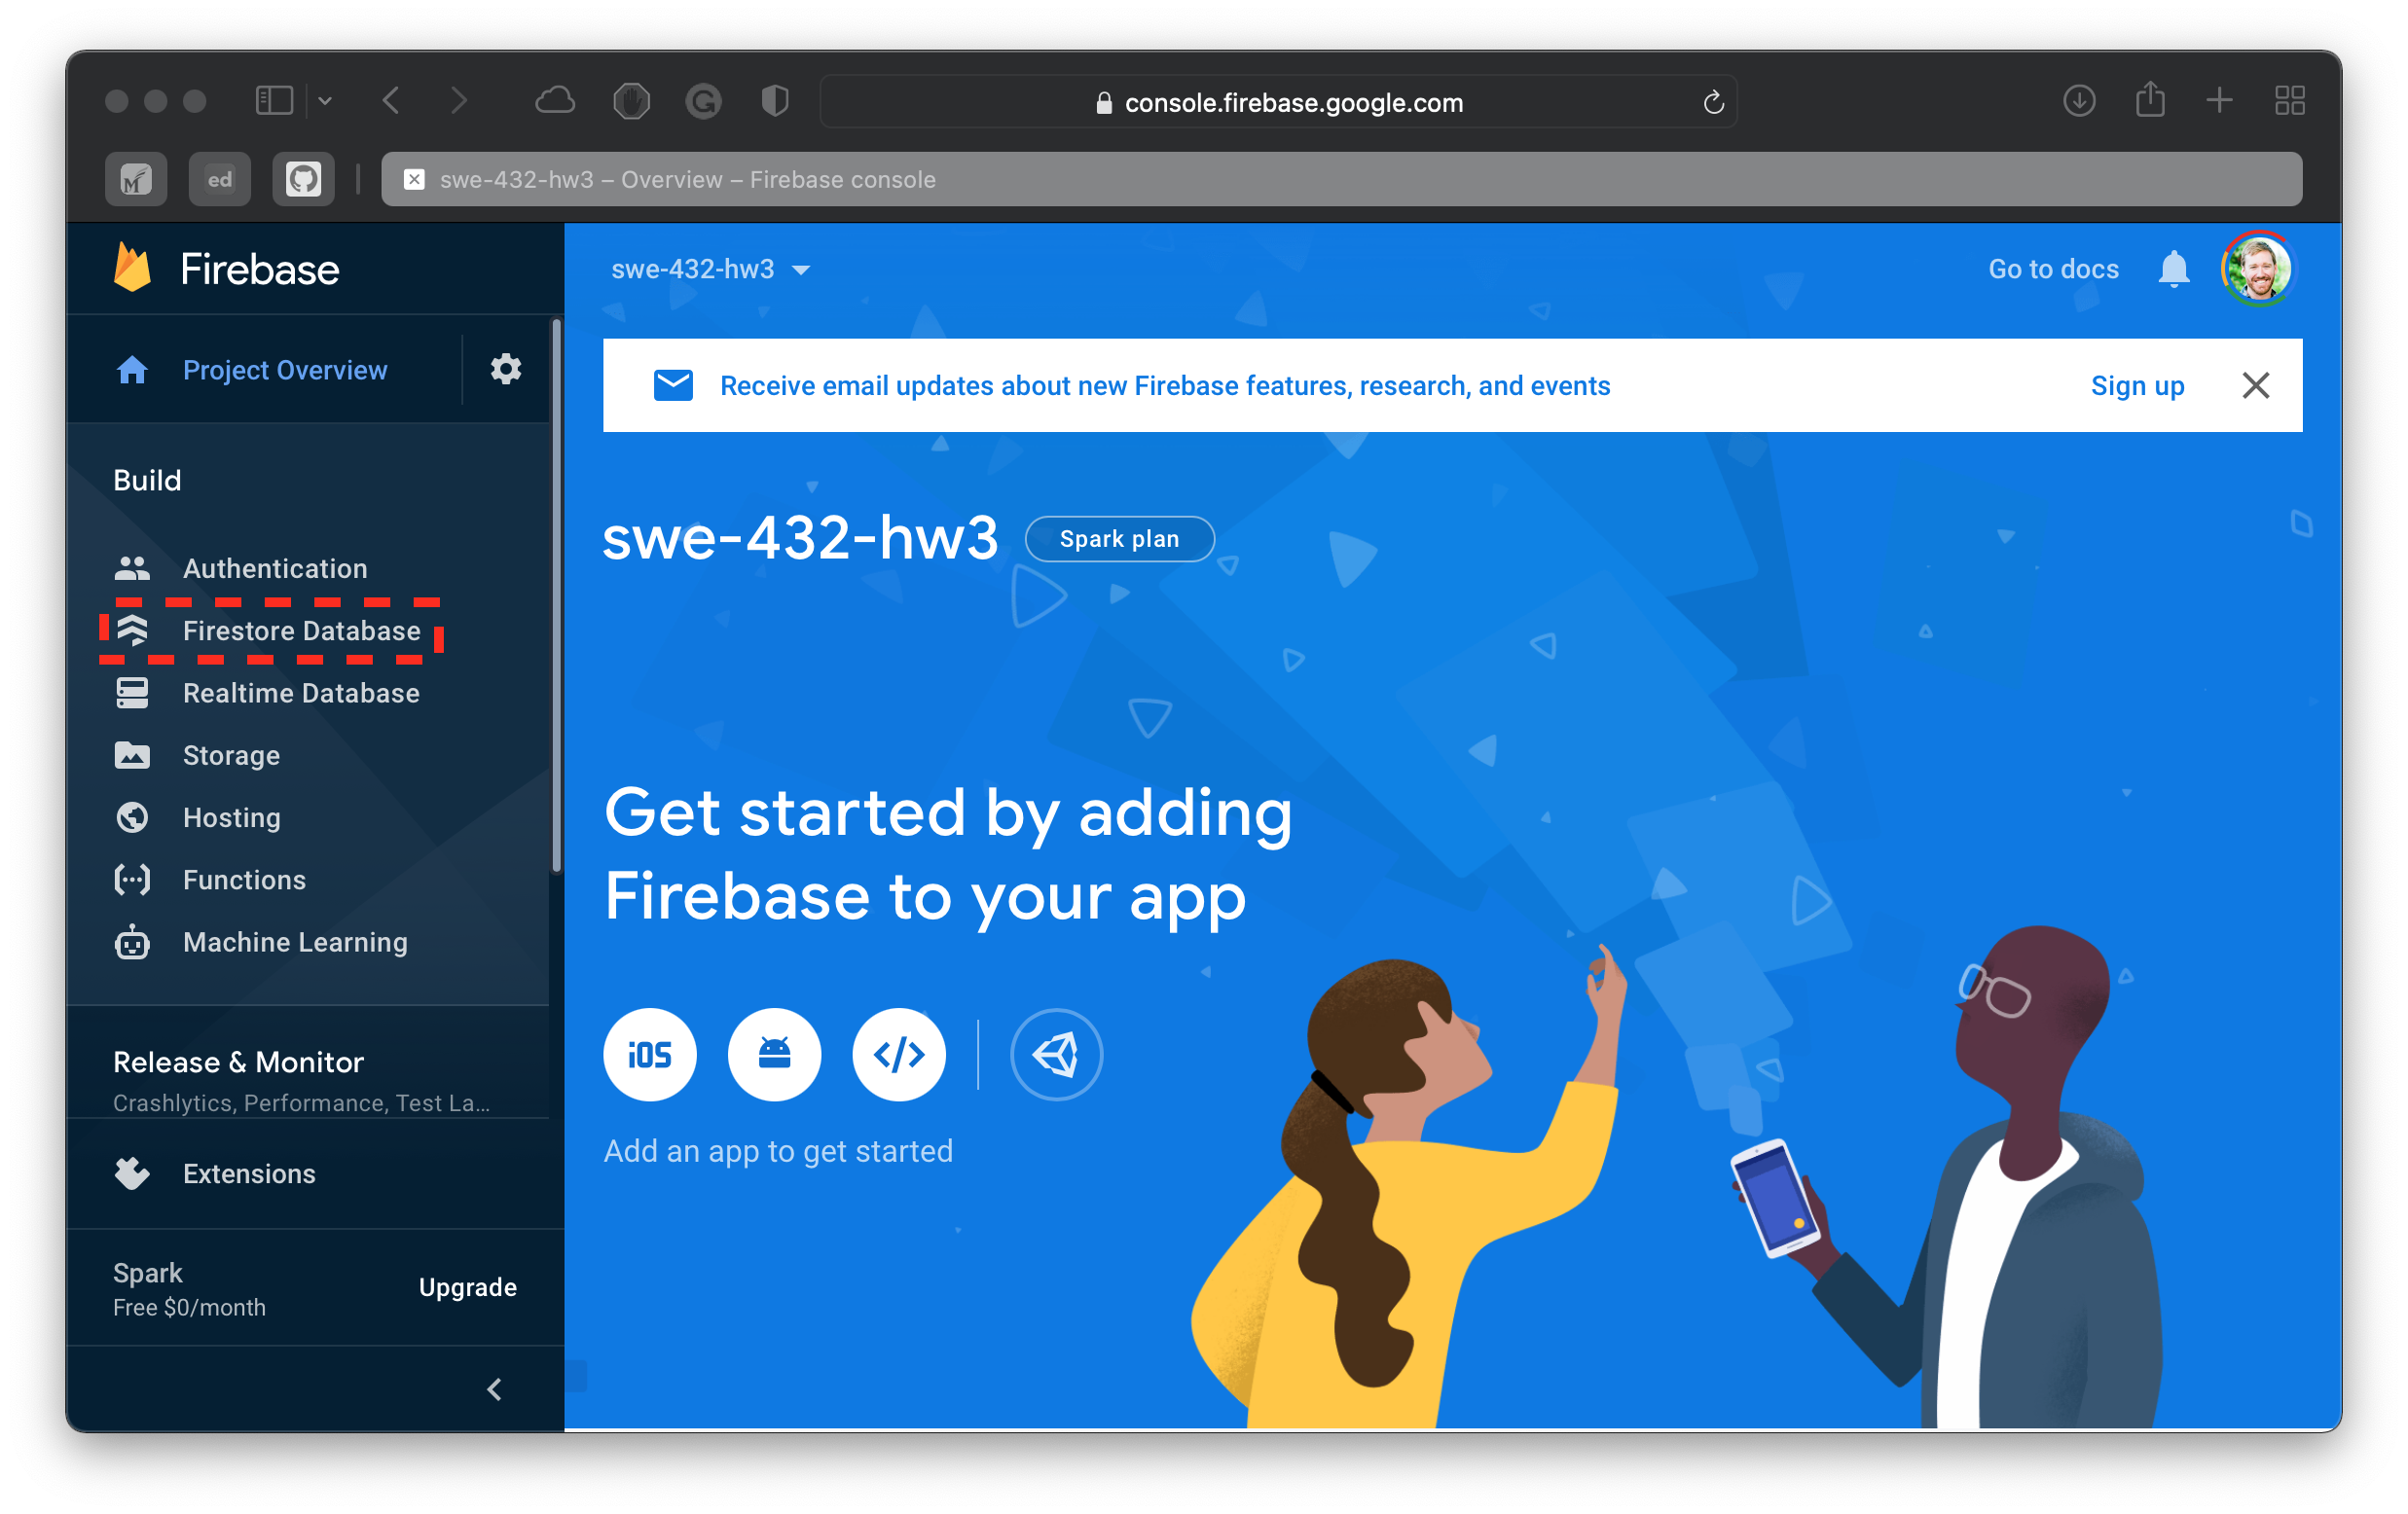 console.firebase.google.com
ed
swe-432-hw3 – Overview – Firebase console
Firebase
swe-432-hw3
Go to docs
Project Overview
Receive email updates about new Firebase features, research, and events
Sign up
Build
swe-432-hw3
Spark plan
Authentication
Firestore Database
Realtime Database
Storage
Hosting
Functions
Machine Learning
Get started by adding
Firebase to your app
iOS
Add an app to get started
Release & Monitor
Crashlytics, Performance, Test La...
Extensions
Spark
Free $0/month
Upgrade